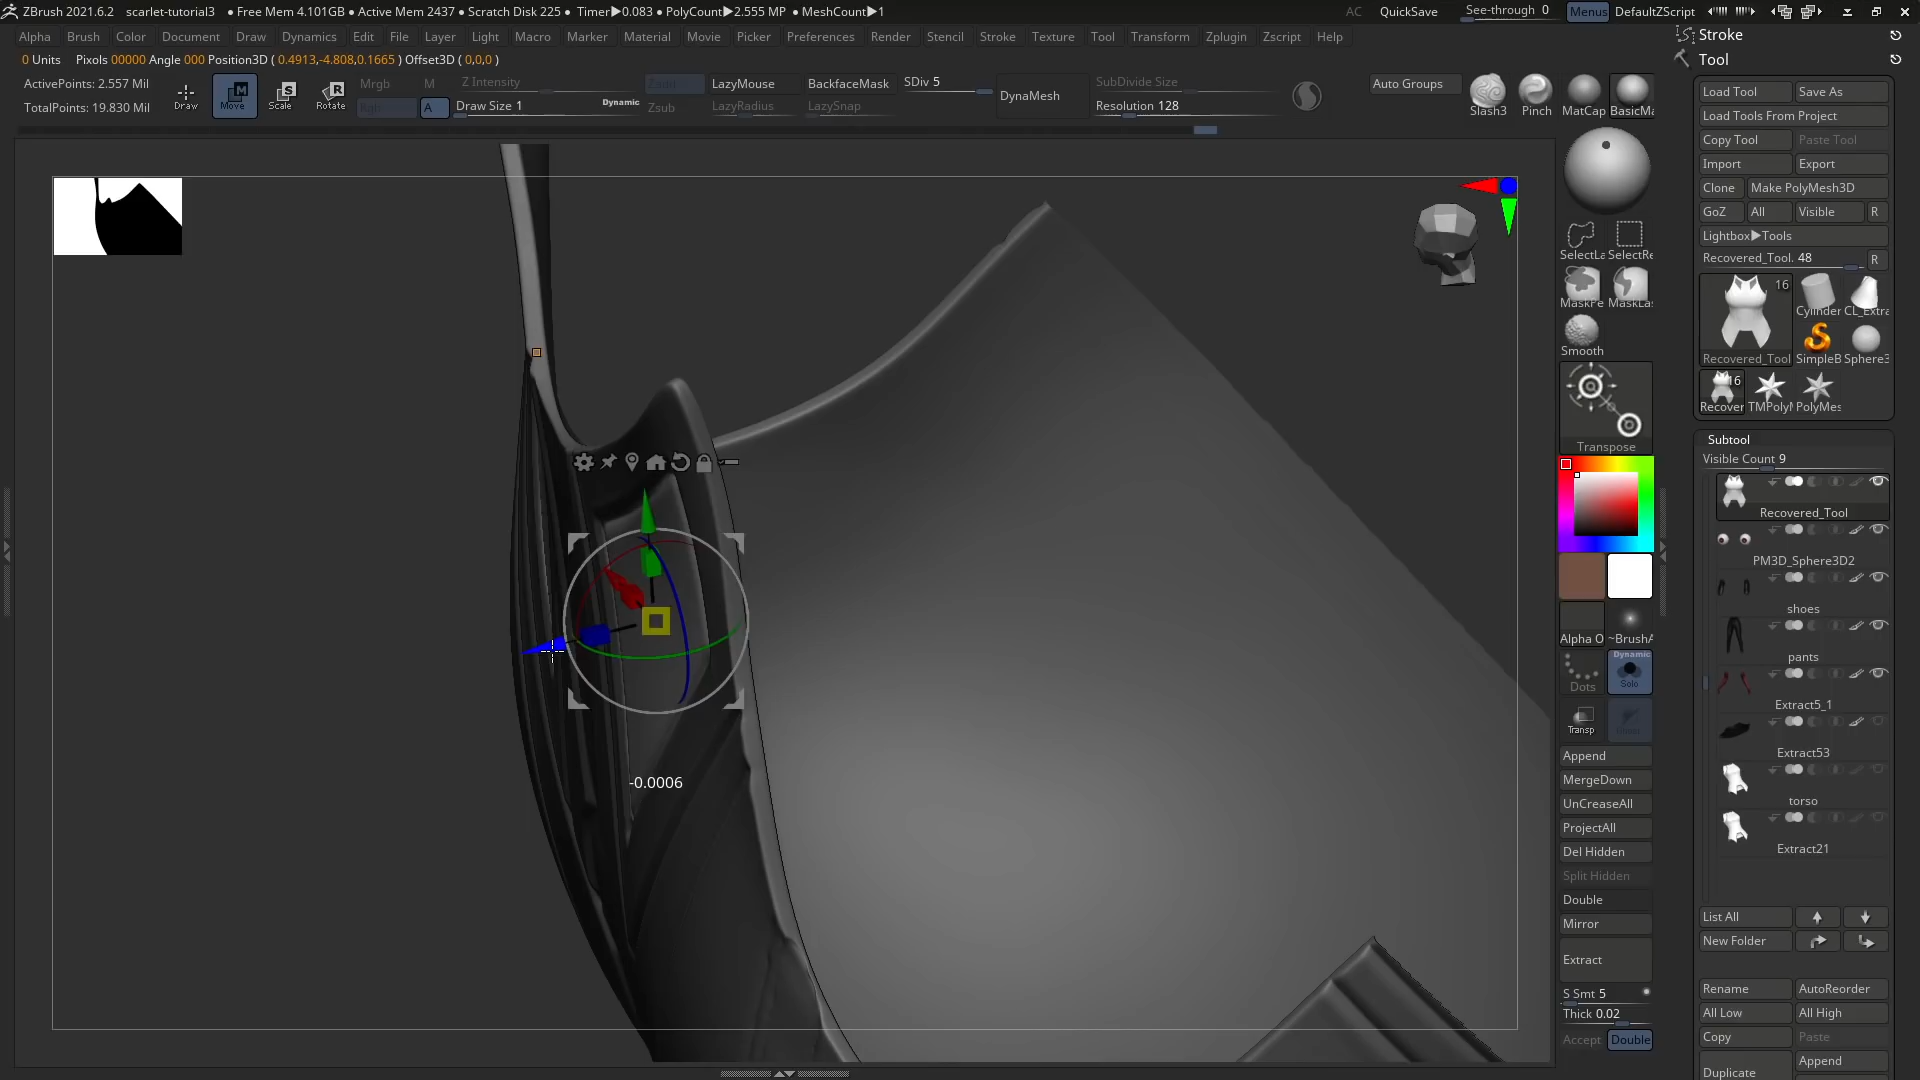 ZBrush 2021.6.2 scarlet-tutorial3 • Free Mem 4.101GB • Active Mem 2437 • Scratch Disk 225 • Timer▶0.083 • PolyCount▶2.555 MP • MeshCount▶1 AC QuickSave See-through 0 Menus DefaultZScript
Alpha Brush Color Document Draw Dynamics Edit File Layer Light Macro Marker Material Movie Picker Preferences Render Stencil Stroke Texture Tool Transform Zplugin Zscript Help
0 Units Pixols 00000 Angle 000 Position3D ( 0.4913,-4.808,0.1665 ) Offset3D ( 0,0,0 )
ActivePoints: 2.557 Mil
TotalPoints: 19.830 Mil
Draw
Move
Scale
Rotate
Mrgb M
Rgb A
Z Intensity
Draw Size 1 Dynamic
Zadd
Zsub
LazyMouse
LazyRadius
BackfaceMask
LazySnap
SDiv 5
DynaMesh
SubDivide Size
Resolution 128
Auto Groups
Slash3 Pinch MatCap BasicMa
-0.0006
SelectLa SelectRe
MaskPe MaskLas
Smooth
Transpose
Alpha O ~BrushA
Dots
Dynamic
Solo
Transp
Append
MergeDown
UnCreaseAll
ProjectAll
Del Hidden
Split Hidden
Double
Mirror
Extract
S Smt 5
Thick 0.02
Accept Double
Stroke
Tool
Load Tool Save As
Load Tools From Project
Copy Tool Paste Tool
Import Export
Clone Make PolyMesh3D
GoZ All Visible R
Lightbox▶Tools
Recovered_Tool. 48 R
16
Cylinder CL_Extra
Recovered_Tool SimpleB Sphere3
16
Recover TMPolyM PolyMes
Subtool
Visible Count 9
Recovered_Tool
PM3D_Sphere3D2
shoes
pants
Extract5_1
Extract53
torso
Extract21
List All
New Folder
Rename AutoReorder
All Low All High
Copy Paste
Duplicate Append